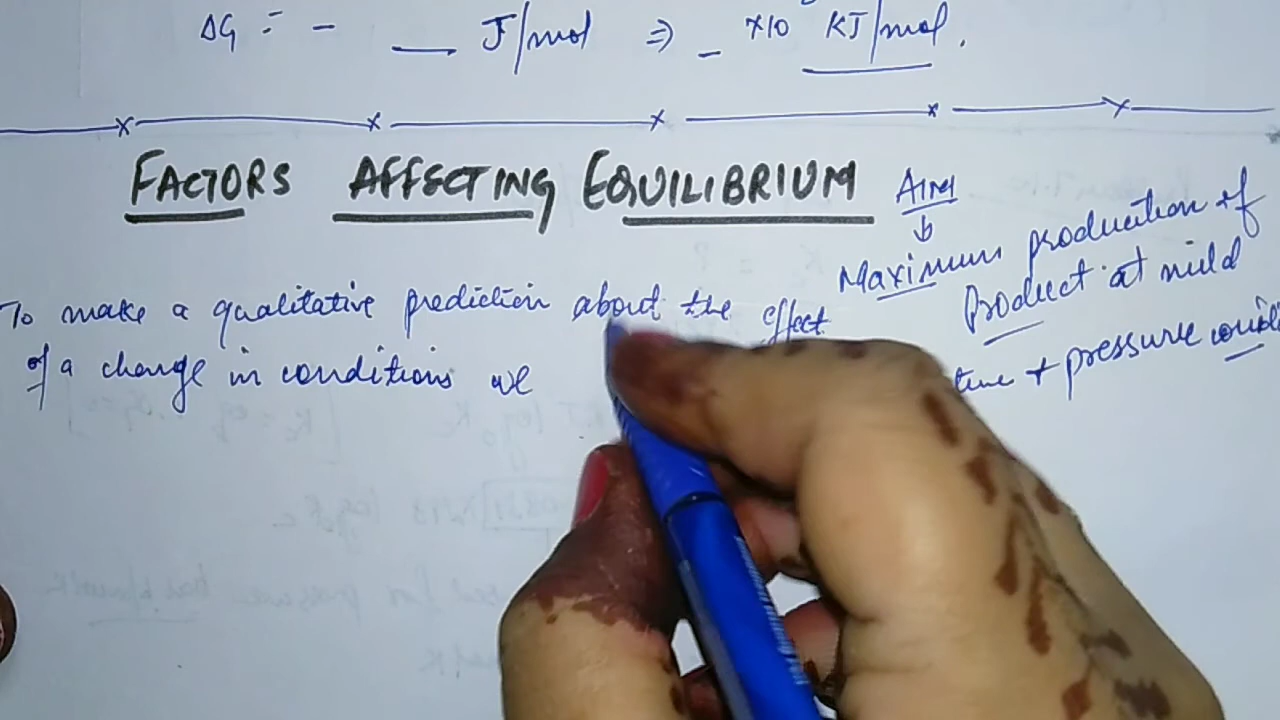 ΔG = - __ J/mol ⇒ - ×10 KJ/mol.
FACTORS AFFECTING EQUILIBRIUM
AIM
↓
Maximum production of
Product at mild
+ pressure
To make a qualitative prediction about the effect
of a change in conditions we